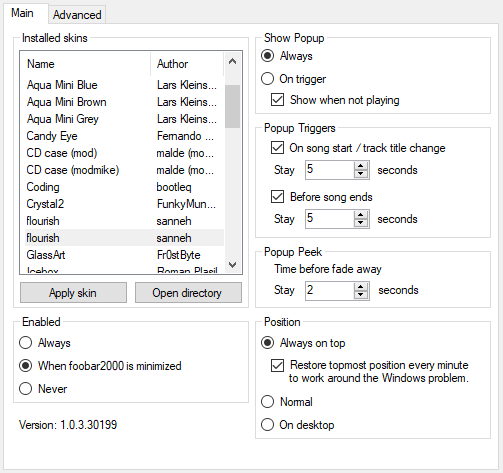 Main Advanced
Installed skins
Name Author
Aqua Mini Blue Lars Kleins...
Aqua Mini Brown Lars Kleins...
Aqua Mini Grey Lars Kleins...
Candy Eye Fernando ...
CD case (mod) malde (mo...
CD case (modmike) malde (mo...
Coding bootleq
Crystal2 FunkyMun...
flourish sanneh
flourish sanneh
GlassArt Fr0stByte
Icebox Roman Plasil
Apply skin Open directory
Enabled
Always
When foobar2000 is minimized
Never
Version: 1.0.3.30199
Show Popup
Always
On trigger
Show when not playing
Popup Triggers
On song start / track title change
Stay 5 seconds
Before song ends
Stay 5 seconds
Popup Peek
Time before fade away
Stay 2 seconds
Position
Always on top
Restore topmost position every minute
to work around the Windows problem.
Normal
On desktop